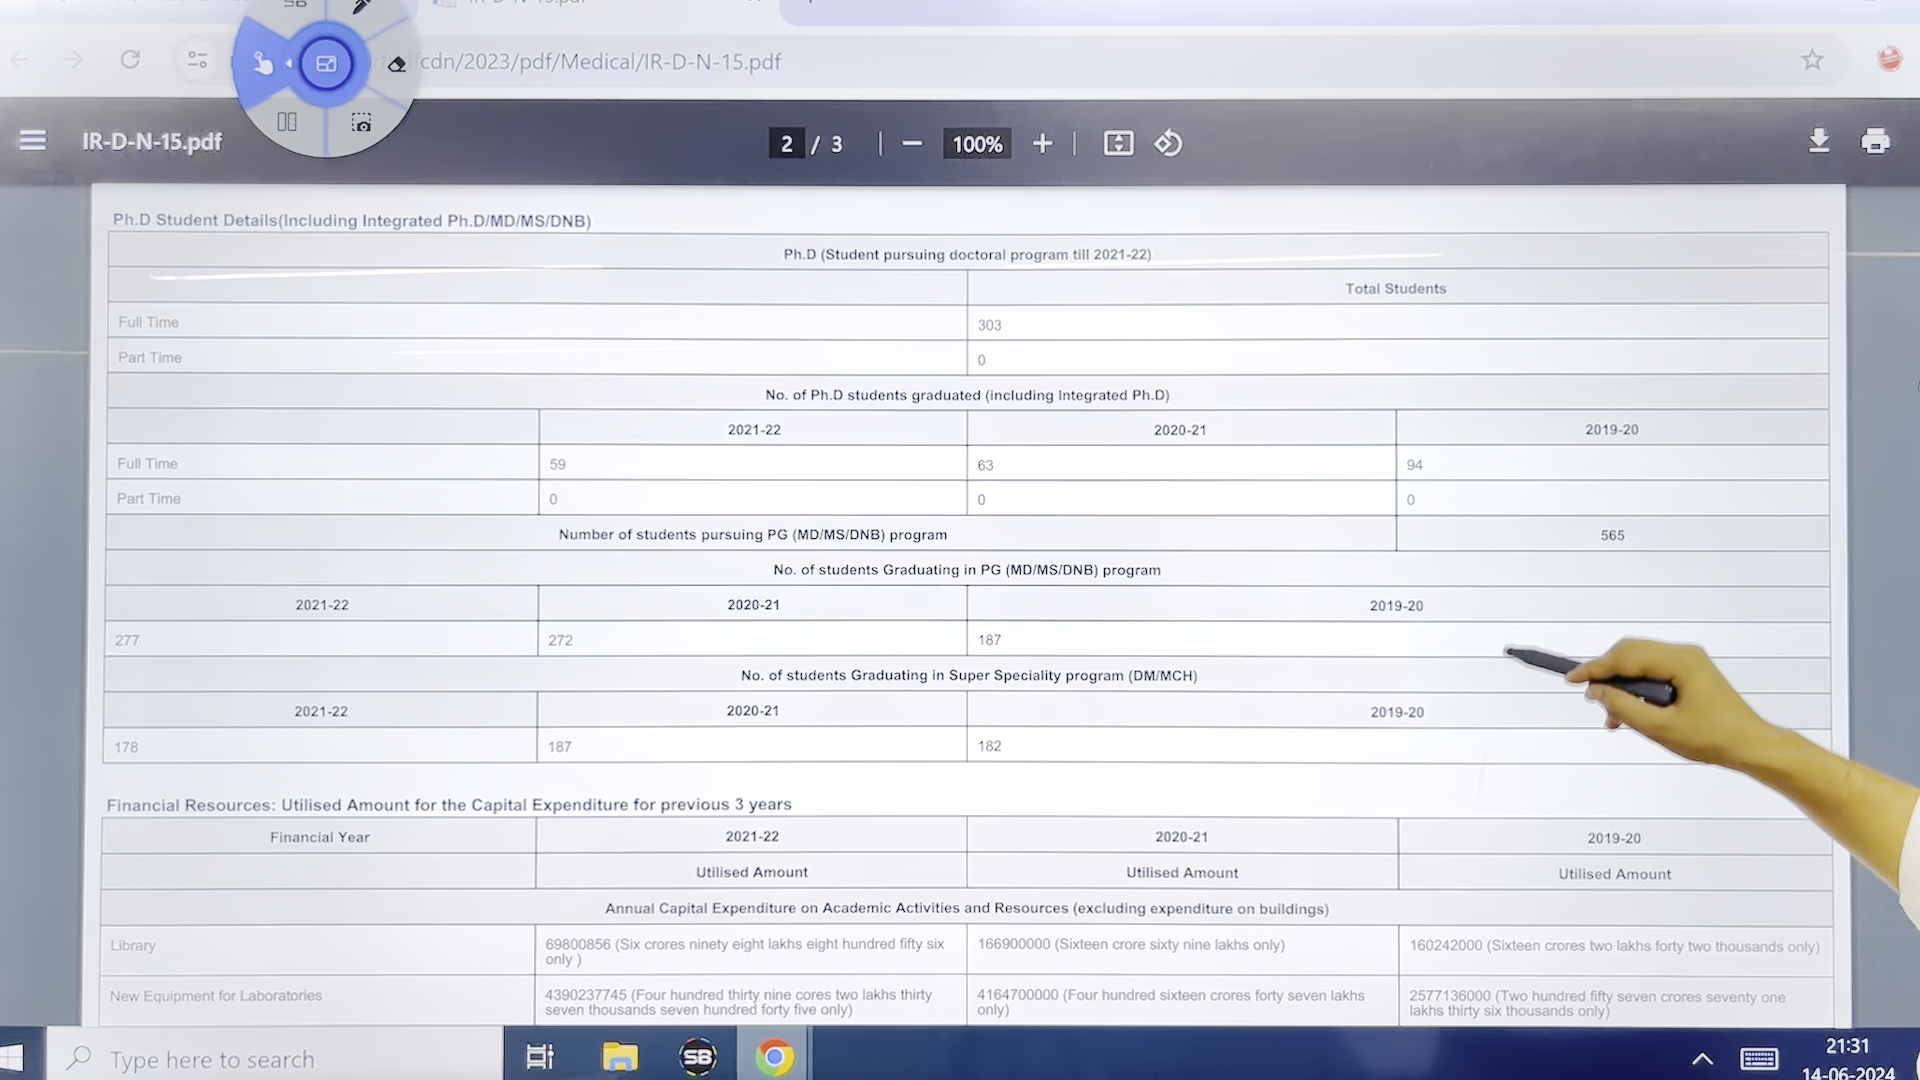 fcdn/2023/pdf/Medical/IR-D-N-15.pdf
IR-D-N-15.pdf
2 / 3
100%
Ph.D Student Details(Including Integrated Ph.D/MD/MS/DNB)
Ph.D (Student pursuing doctoral program till 2021-22)
Total Students
Full Time 303
Part Time 0
No. of Ph.D students graduated (including Integrated Ph.D)
2021-22 2020-21 2019-20
Full Time 59 63 94
Part Time 0 0 0
Number of students pursuing PG (MD/MS/DNB) program 565
No. of students Graduating in PG (MD/MS/DNB) program
2021-22 2020-21 2019-20
277 272 187
No. of students Graduating in Super Speciality program (DM/MCH)
2021-22 2020-21 2019-20
178 187 182
Financial Resources: Utilised Amount for the Capital Expenditure for previous 3 years
Financial Year 2021-22 2020-21 2019-20
Utilised Amount Utilised Amount Utilised Amount
Annual Capital Expenditure on Academic Activities and Resources (excluding expenditure on buildings)
Library 69800856 (Six crores ninety eight lakhs eight hundred fifty six 166900000 (Sixteen crore sixty nine lakhs only) 160242000 (Sixteen crores two lakhs forty two thousands only)
only )
New Equipment for Laboratories 4390237745 (Four hundred thirty nine cores two lakhs thirty 4164700000 (Four hundred sixteen crores forty seven lakhs 2577136000 (Two hundred fifty seven crores seventy one
seven thousands seven hundred forty five only) only) lakhs thirty six thousands only)
Type here to search
SB
21:31
14-06-2024